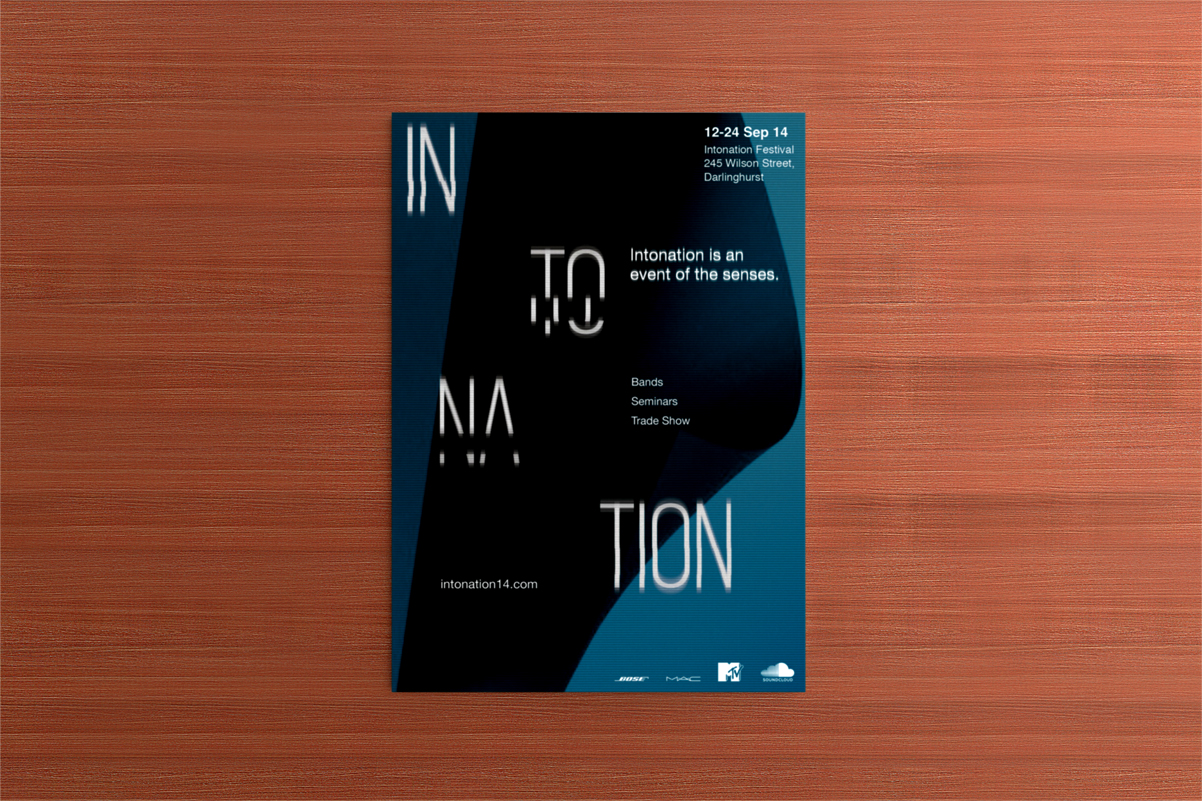 IN
12-24 Sep 14
Intonation Festival
245 Wilson Street,
Darlinghurst
TO
Intonation is an
event of the senses.
NA
Bands
Seminars
Trade Show
TION
intonation14.com
BOSE
MAC
MTV
SOUNDCLOUD